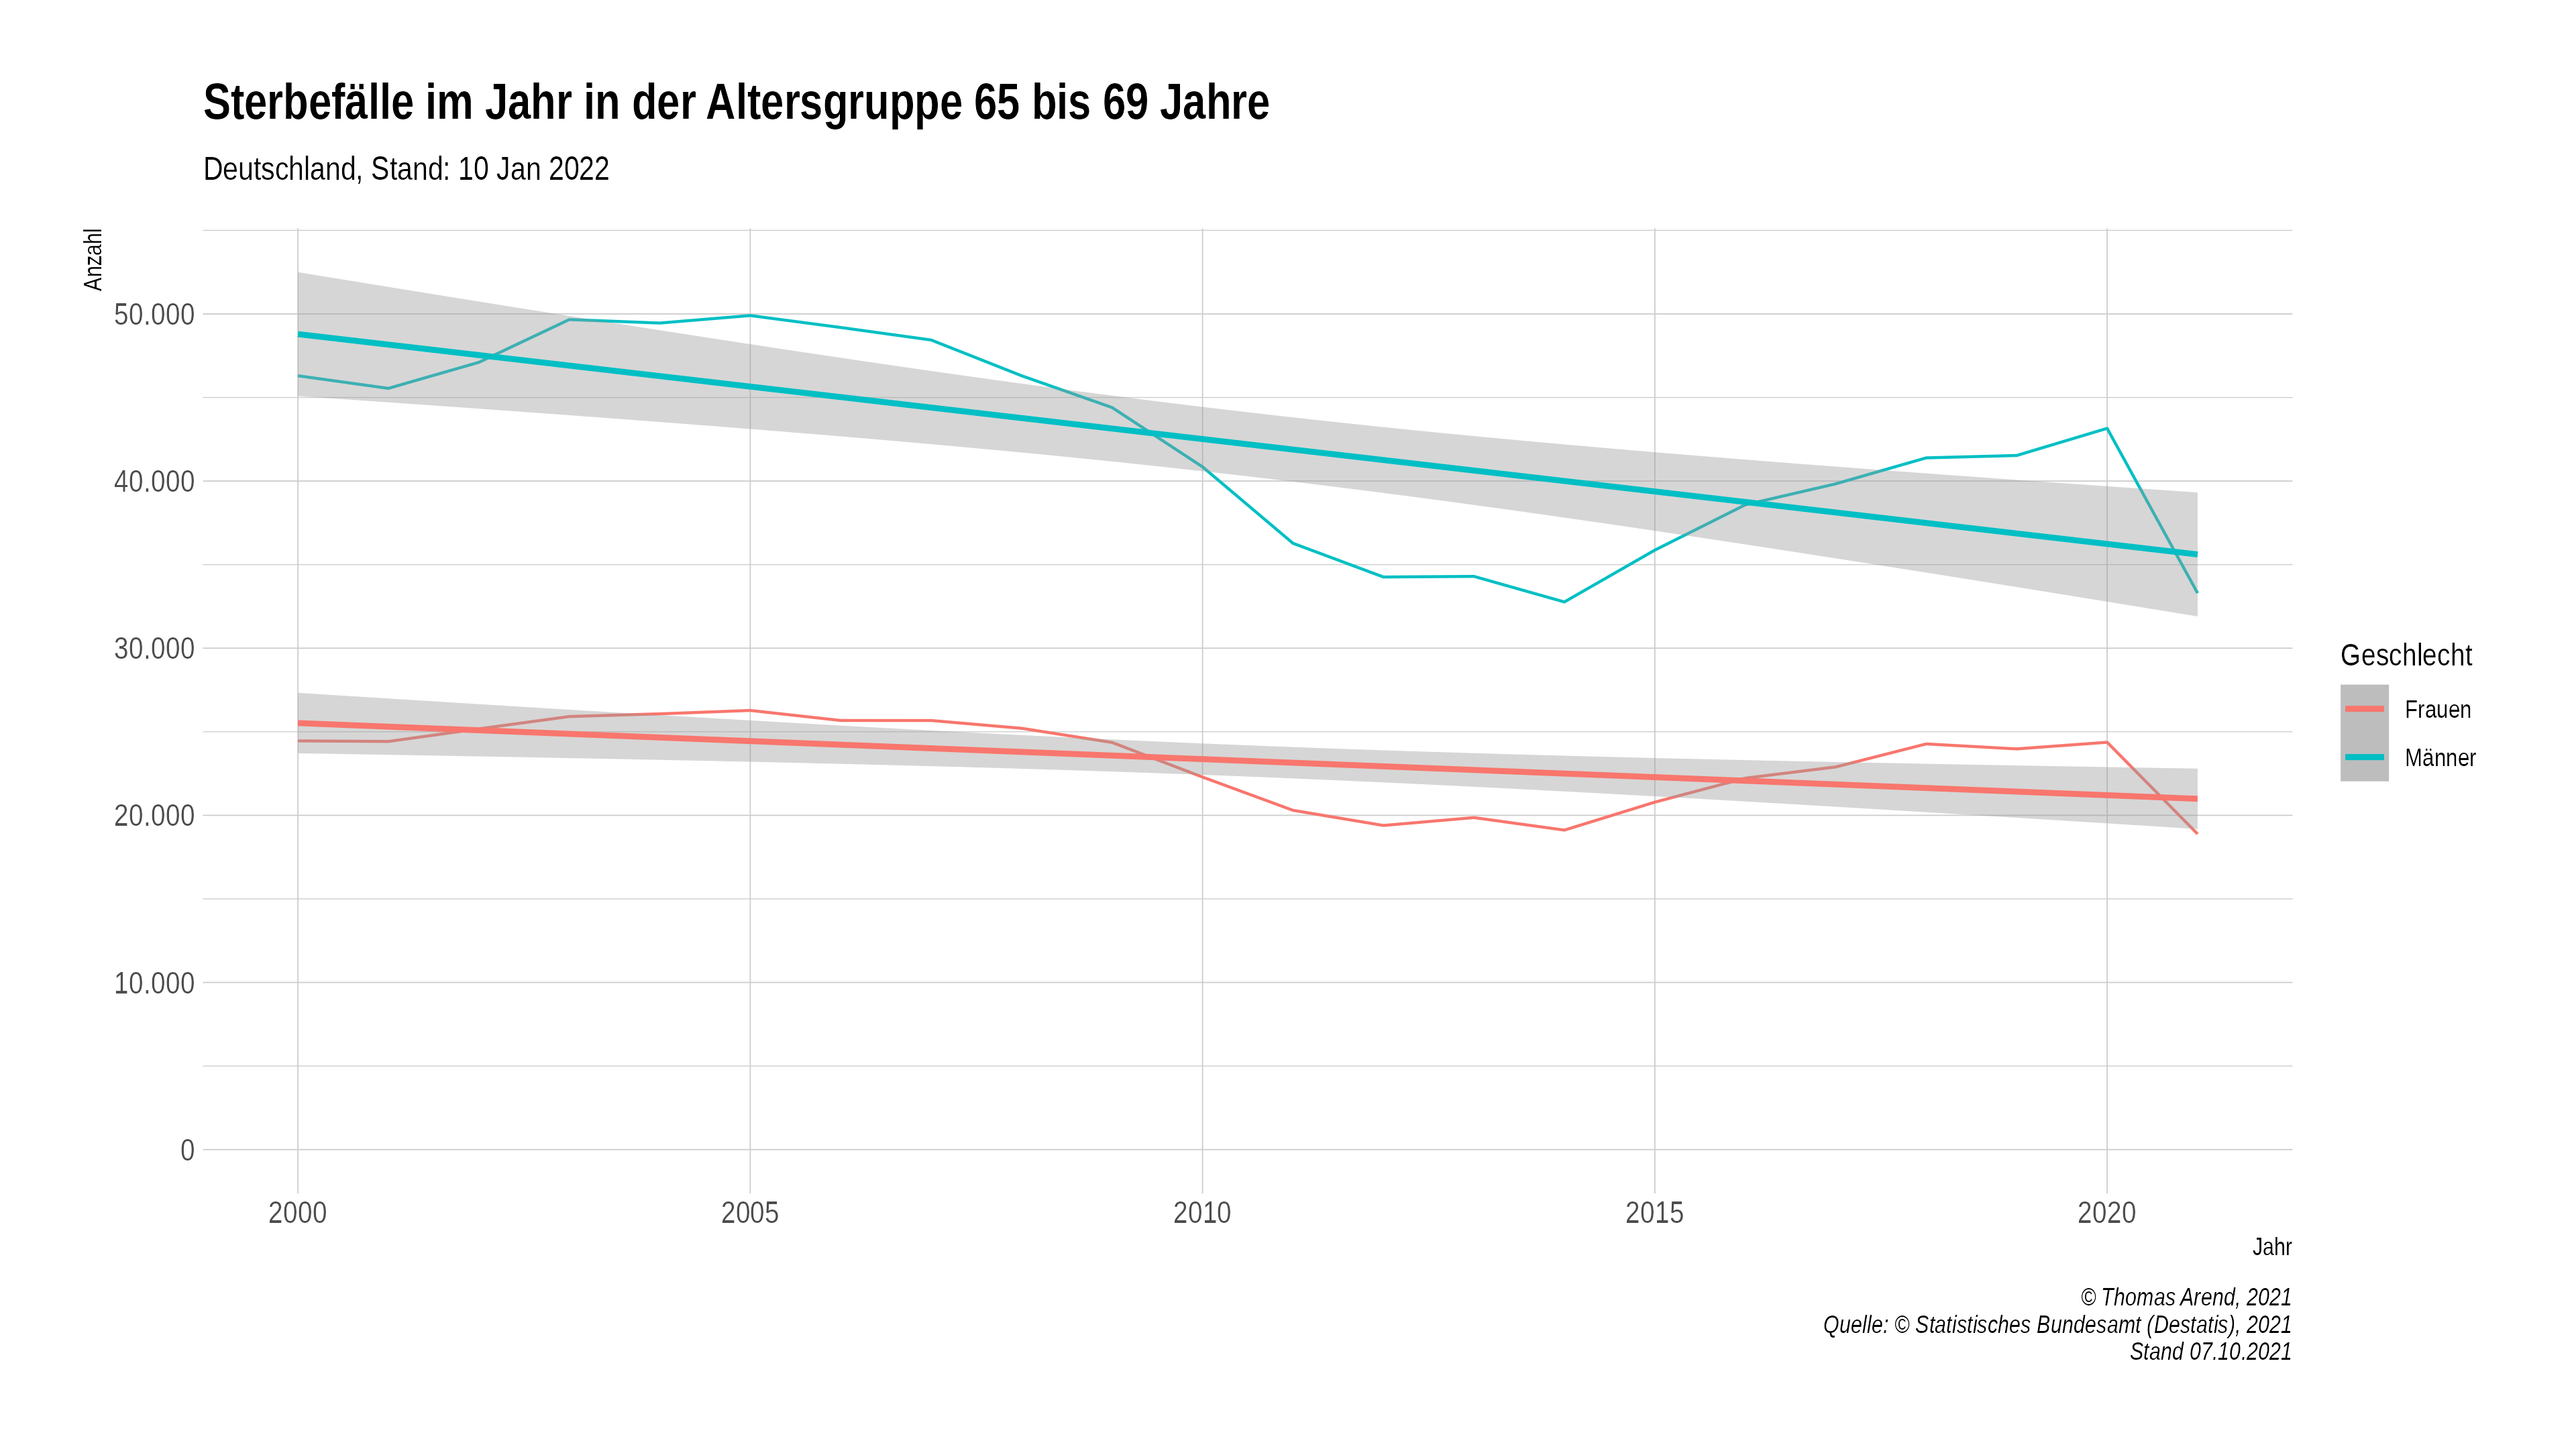 Sterbefälle im Jahr in der Altersgruppe 65 bis 69 Jahre
Deutschland, Stand: 10 Jan 2022
Anzahl
50.000
40.000
30.000
20.000
10.000
0
2000
2005
2010
2015
2020
Jahr
Geschlecht
Frauen
Männer
© Thomas Arend, 2021
Quelle: © Statistisches Bundesamt (Destatis), 2021
Stand 07.10.2021